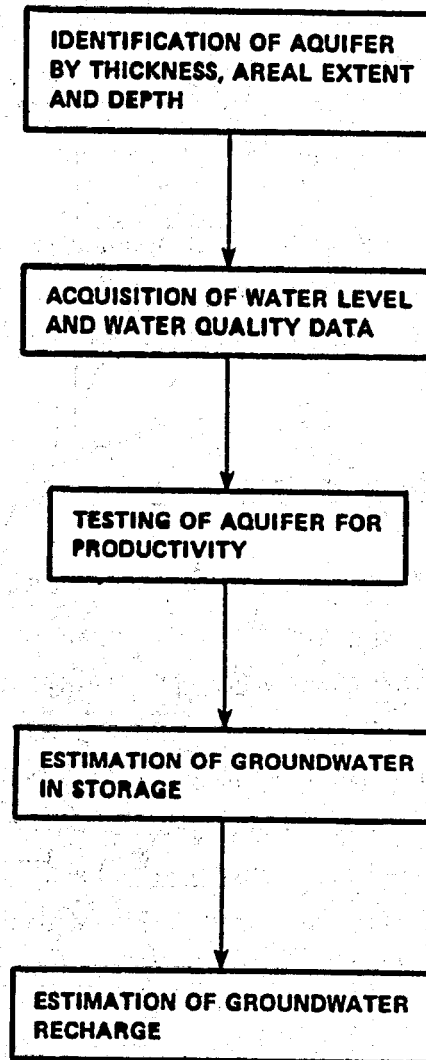 IDENTIFICATION OF AQUIFER
BY THICKNESS, AREAL EXTENT
AND DEPTH
ACQUISITION OF WATER LEVEL
AND WATER QUALITY DATA
TESTING OF AQUIFER FOR
PRODUCTIVITY
ESTIMATION OF GROUNDWATER
IN STORAGE
ESTIMATION OF GROUNDWATER
RECHARGE